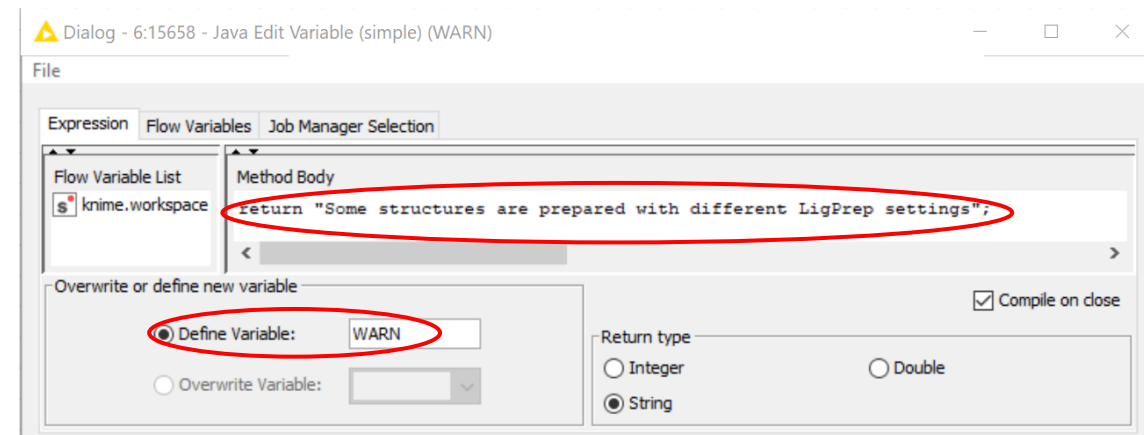 Dialog - 6:15658 - Java Edit Variable (simple) (WARN)
File
Expression Flow Variables Job Manager Selection
Flow Variable List
Method Body
s knime.workspace
return "Some structures are prepared with different LigPrep settings";
Overwrite or define new variable
Compile on close
Define Variable: WARN
Return type
Integer Double
Overwrite Variable:
String